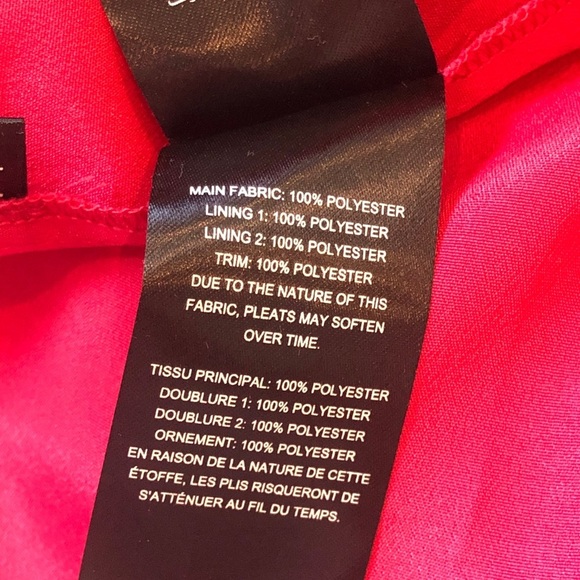 MAIN FABRIC: 100% POLYESTER
LINING 1: 100% POLYESTER
LINING 2: 100% POLYESTER
TRIM: 100% POLYESTER
DUE TO THE NATURE OF THIS
FABRIC, PLEATS MAY SOFTEN
OVER TIME.
TISSU PRINCIPAL: 100% POLYESTER
DOUBLURE 1: 100% POLYESTER
DOUBLURE 2: 100% POLYESTER
ORNEMENT: 100% POLYESTER
EN RAISON DE LA NATURE DE CETTE
ÉTOFFE, LES PLIS RISQUERONT DE
S'ATTÉNUER AU FIL DU TEMPS.